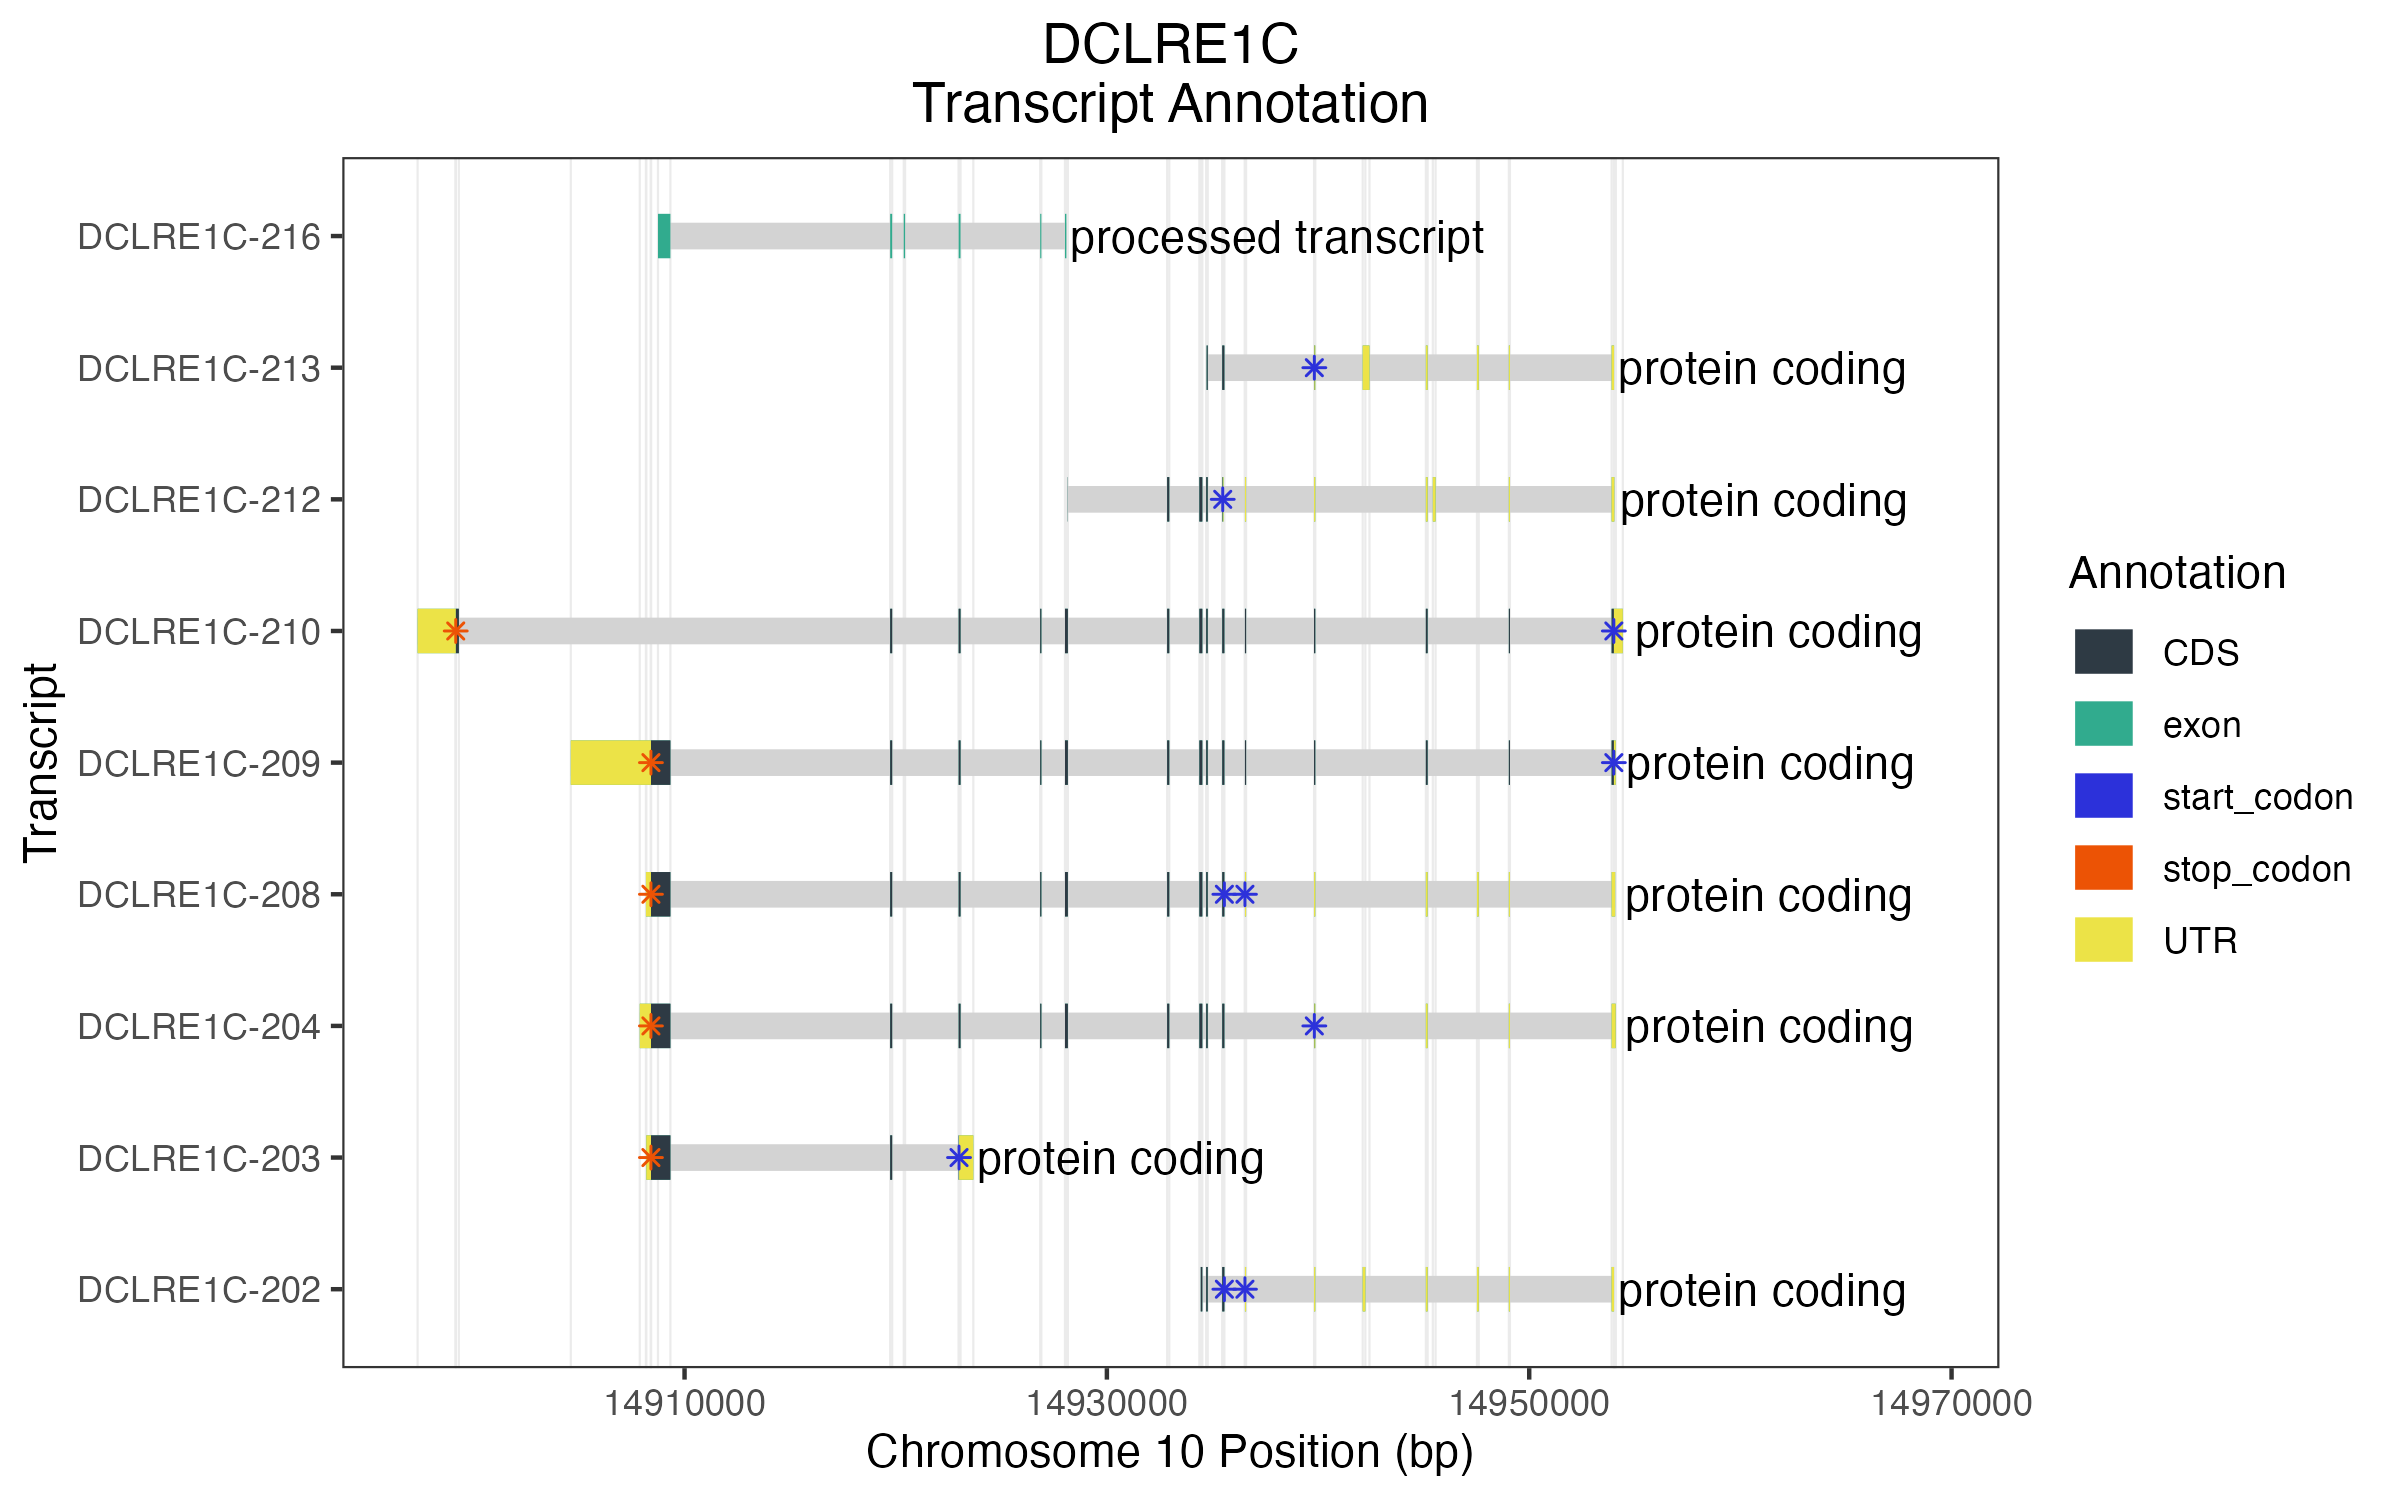 DCLRE1C
Transcript Annotation
Transcript
DCLRE1C-216
processed transcript
DCLRE1C-213
protein coding
DCLRE1C-212
protein coding
DCLRE1C-210
protein coding
DCLRE1C-209
protein coding
DCLRE1C-208
protein coding
DCLRE1C-204
protein coding
DCLRE1C-203
protein coding
DCLRE1C-202
protein coding
14910000 14930000 14950000 14970000
Chromosome 10 Position (bp)
Annotation
CDS
exon
start_codon
stop_codon
UTR